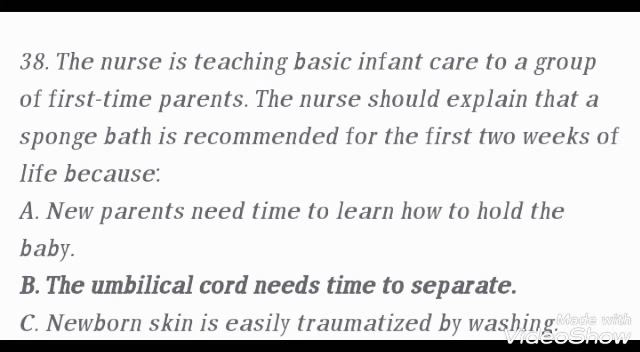 38. The nurse is teaching basic infant care to a group
of first-time parents. The nurse should explain that a
sponge bath is recommended for the first two weeks of
life because:
A. New parents need time to learn how to hold the
baby.
B. The umbilical cord needs time to separate.
C. Newborn skin is easily traumatized by washing.
Made with
VideoShow